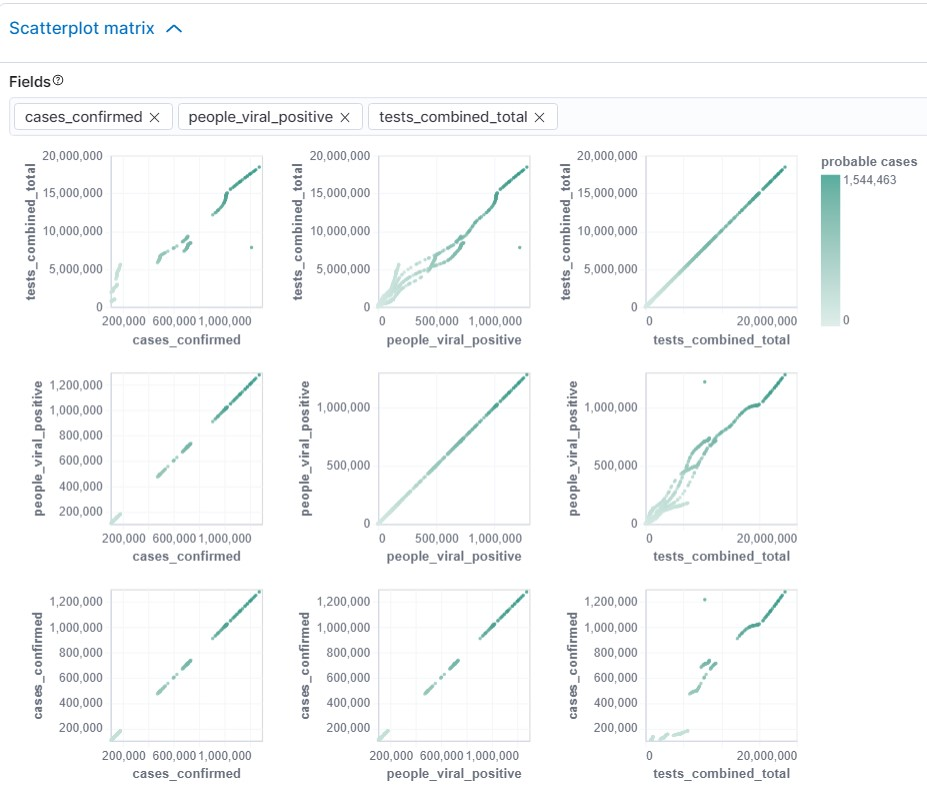 Scatterplot matrix
Fields
cases_confirmed
people_viral_positive
tests_combined_total
20,000,000
15,000,000
10,000,000
5,000,000
0
tests_combined_total
200,000 600,000 1,000,000
cases_confirmed
20,000,000
15,000,000
10,000,000
5,000,000
0
tests_combined_total
0 500,000 1,000,000
people_viral_positive
20,000,000
15,000,000
10,000,000
5,000,000
0
tests_combined_total
0 20,000,000
tests_combined_total
probable cases
1,544,463
0
1,200,000
1,000,000
800,000
600,000
400,000
200,000
people_viral_positive
200,000 600,000 1,000,000
cases_confirmed
1,000,000
500,000
0
people_viral_positive
0 500,000 1,000,000
people_viral_positive
1,000,000
500,000
0
people_viral_positive
0 20,000,000
tests_combined_total
1,200,000
1,000,000
800,000
600,000
400,000
200,000
cases_confirmed
200,000 600,000 1,000,000
cases_confirmed
1,200,000
1,000,000
800,000
600,000
400,000
200,000
cases_confirmed
200,000 600,000 1,000,000
people_viral_positive
1,200,000
1,000,000
800,000
600,000
400,000
200,000
cases_confirmed
0 20,000,000
tests_combined_total